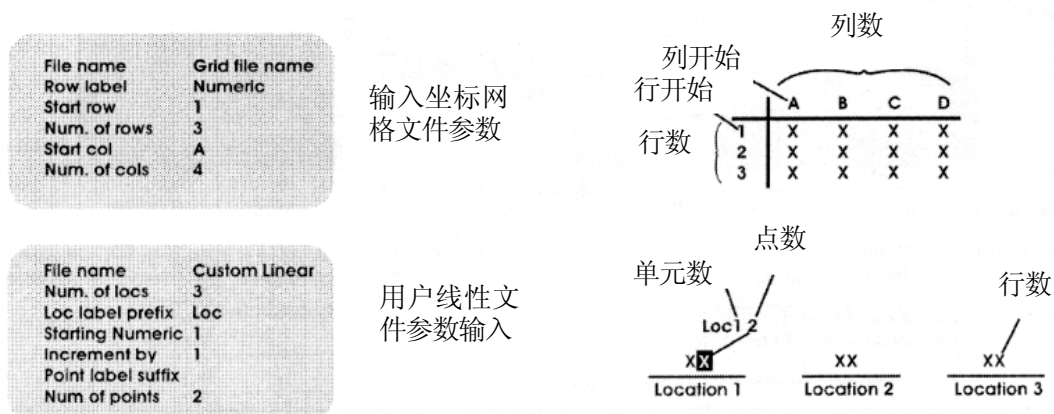 File name Grid file name
Row label Numeric
Start row 1
Num. of rows 3
Start col A
Num. of cols 4
输入坐标网
格文件参数
列数
列开始
行开始
A B C D
行数
1 X X X X
2 X X X X
3 X X X X
File name Custom Linear
Num. of locs 3
Loc label prefix Loc
Starting Numeric 1
Increment by 1
Point label suffix
Num of points 2
用户线性文
件参数输入
点数
单元数
行数
Loc1 2
XX XX XX
Location 1 Location 2 Location 3